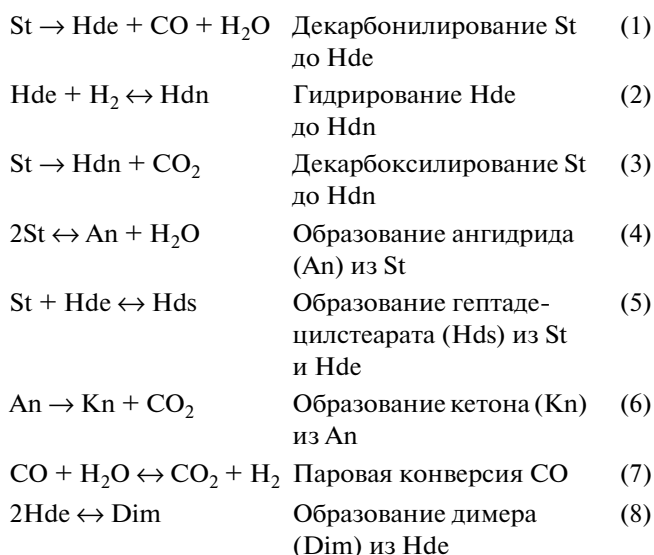 St → Hde + CO + H₂O Декарбонилирование St (1)
до Hde
Hde + H₂ ↔ Hdn Гидрирование Hde (2)
до Hdn
St → Hdn + CO₂ Декарбоксилирование St (3)
до Hdn
2St ↔ An + H₂O Образование ангидрида (4)
(An) из St
St + Hde ↔ Hds Образование гептаде- (5)
цилстеарата (Hds) из St
и Hde
An → Kn + CO₂ Образование кетона (Kn) (6)
из An
CO + H₂O ↔ CO₂ + H₂ Паровая конверсия CO (7)
2Hde ↔ Dim Образование димера (8)
(Dim) из Hde